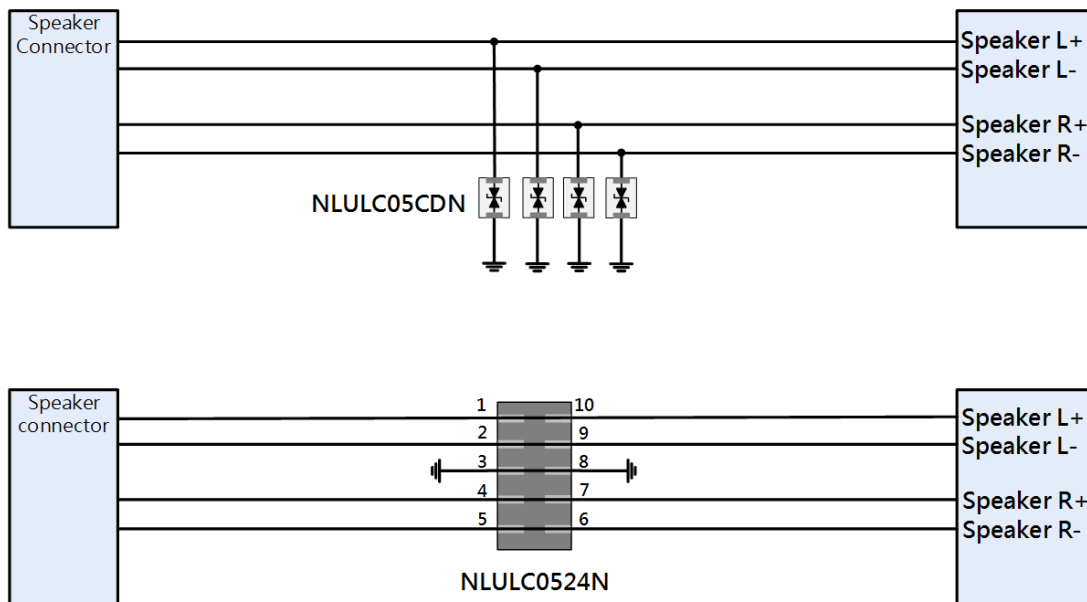 Speaker
Connector
Speaker L+
Speaker L-
Speaker R+
Speaker R-
NLULC05CDN
Speaker
connector
1
10
2
9
3
8
4
7
5
6
Speaker L+
Speaker L-
Speaker R+
Speaker R-
NLULC0524N